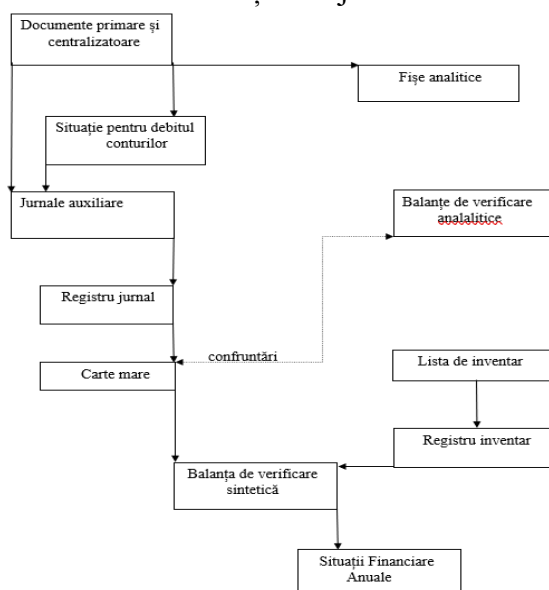 Documente primare și
centralizatoare
Fișe analitice
Situație pentru debitul
conturilor
Jurnale auxiliare
Balanțe de verificare
analalitice
Registru jurnal
confruntări
Carte mare
Lista de inventar
Registru inventar
Balanța de verificare
sintetică
Situații Financiare
Anuale